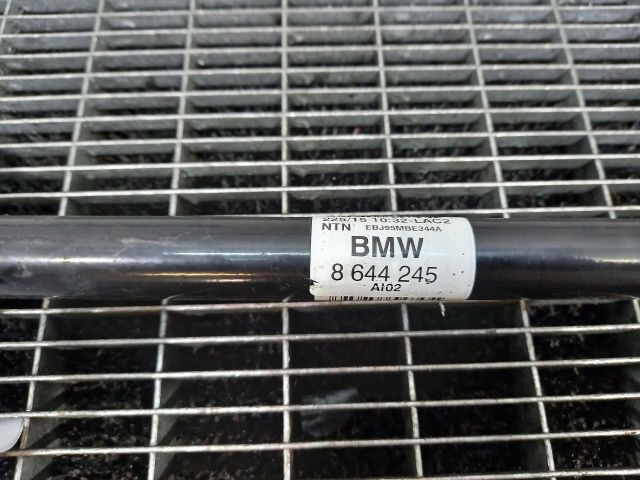 225/15 10:32-LAC2
NTN EBJ95MBE344A
BMW
8 644 245
AI02